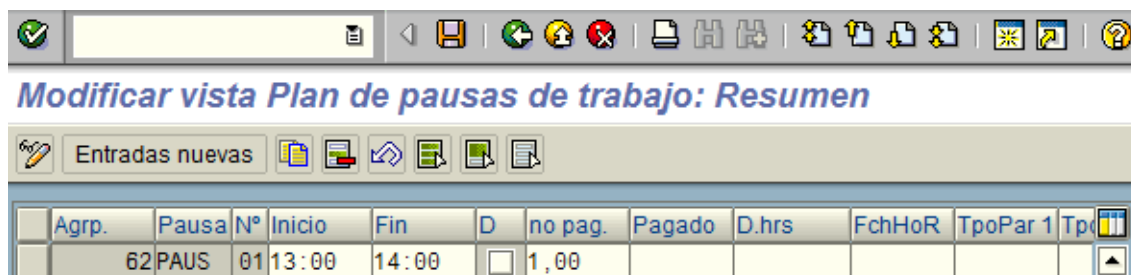 Modificar vista Plan de pausas de trabajo: Resumen
Entradas nuevas
Agrp. Pausa Nº Inicio Fin D no pag. Pagado D.hrs FchHoR TpoPar 1 Tp
62 PAUS 01 13:00 14:00 1,00